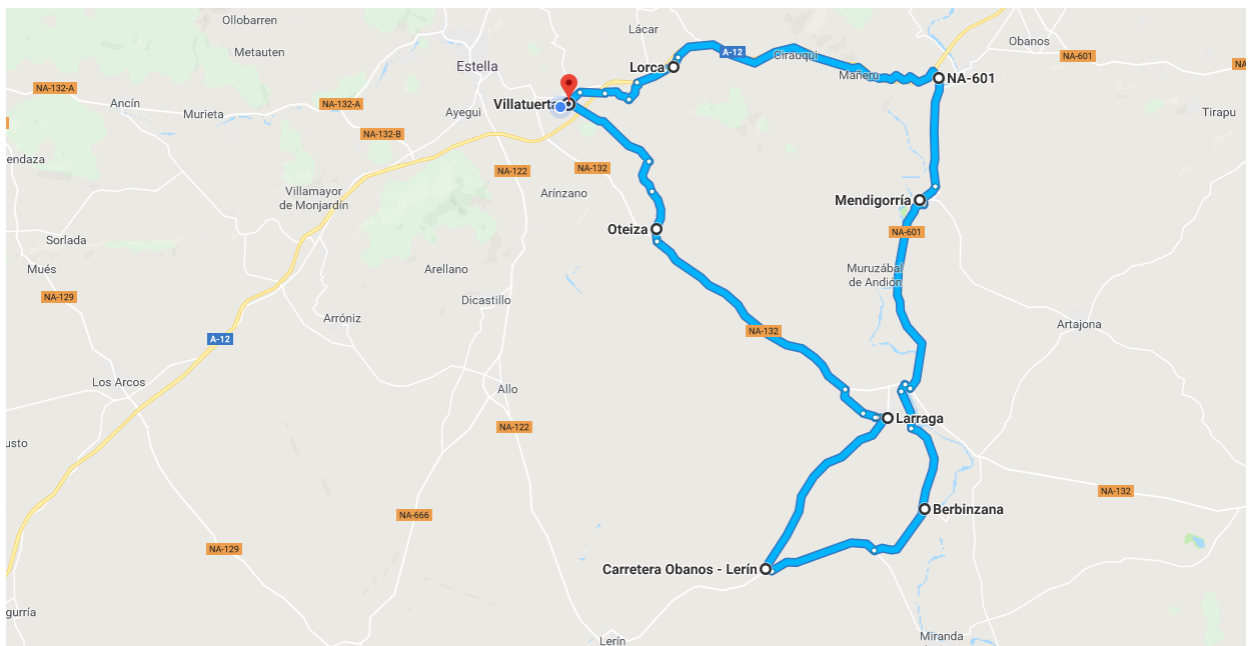 Ollobarren
Lácar
Obanos
Metauten
A-12
Cirauqui
NA-601
NA-
Estella
Lorca
Mañeru
NA-601
NA-132-A
Ancín
NA-132-A
Villatuerta
Murieta
Ayegui
Tirapu
NA-132-B
endaza
NA-132
NA-122
Villamayor
de Monjardín
Arínzano
Mendigorría
Oteiza
NA-601
Sorlada
Mués
Arellano
Muruzábal
de Andión
NA-129
Dicastillo
Arróniz
Artajona
NA-132
A-12
Los Arcos
Allo
Larraga
NA-122
usto
NA-132
Berbinzana
NA-666
NA-129
Carretera Obanos - Lerín
gurría
Lerín
Miranda